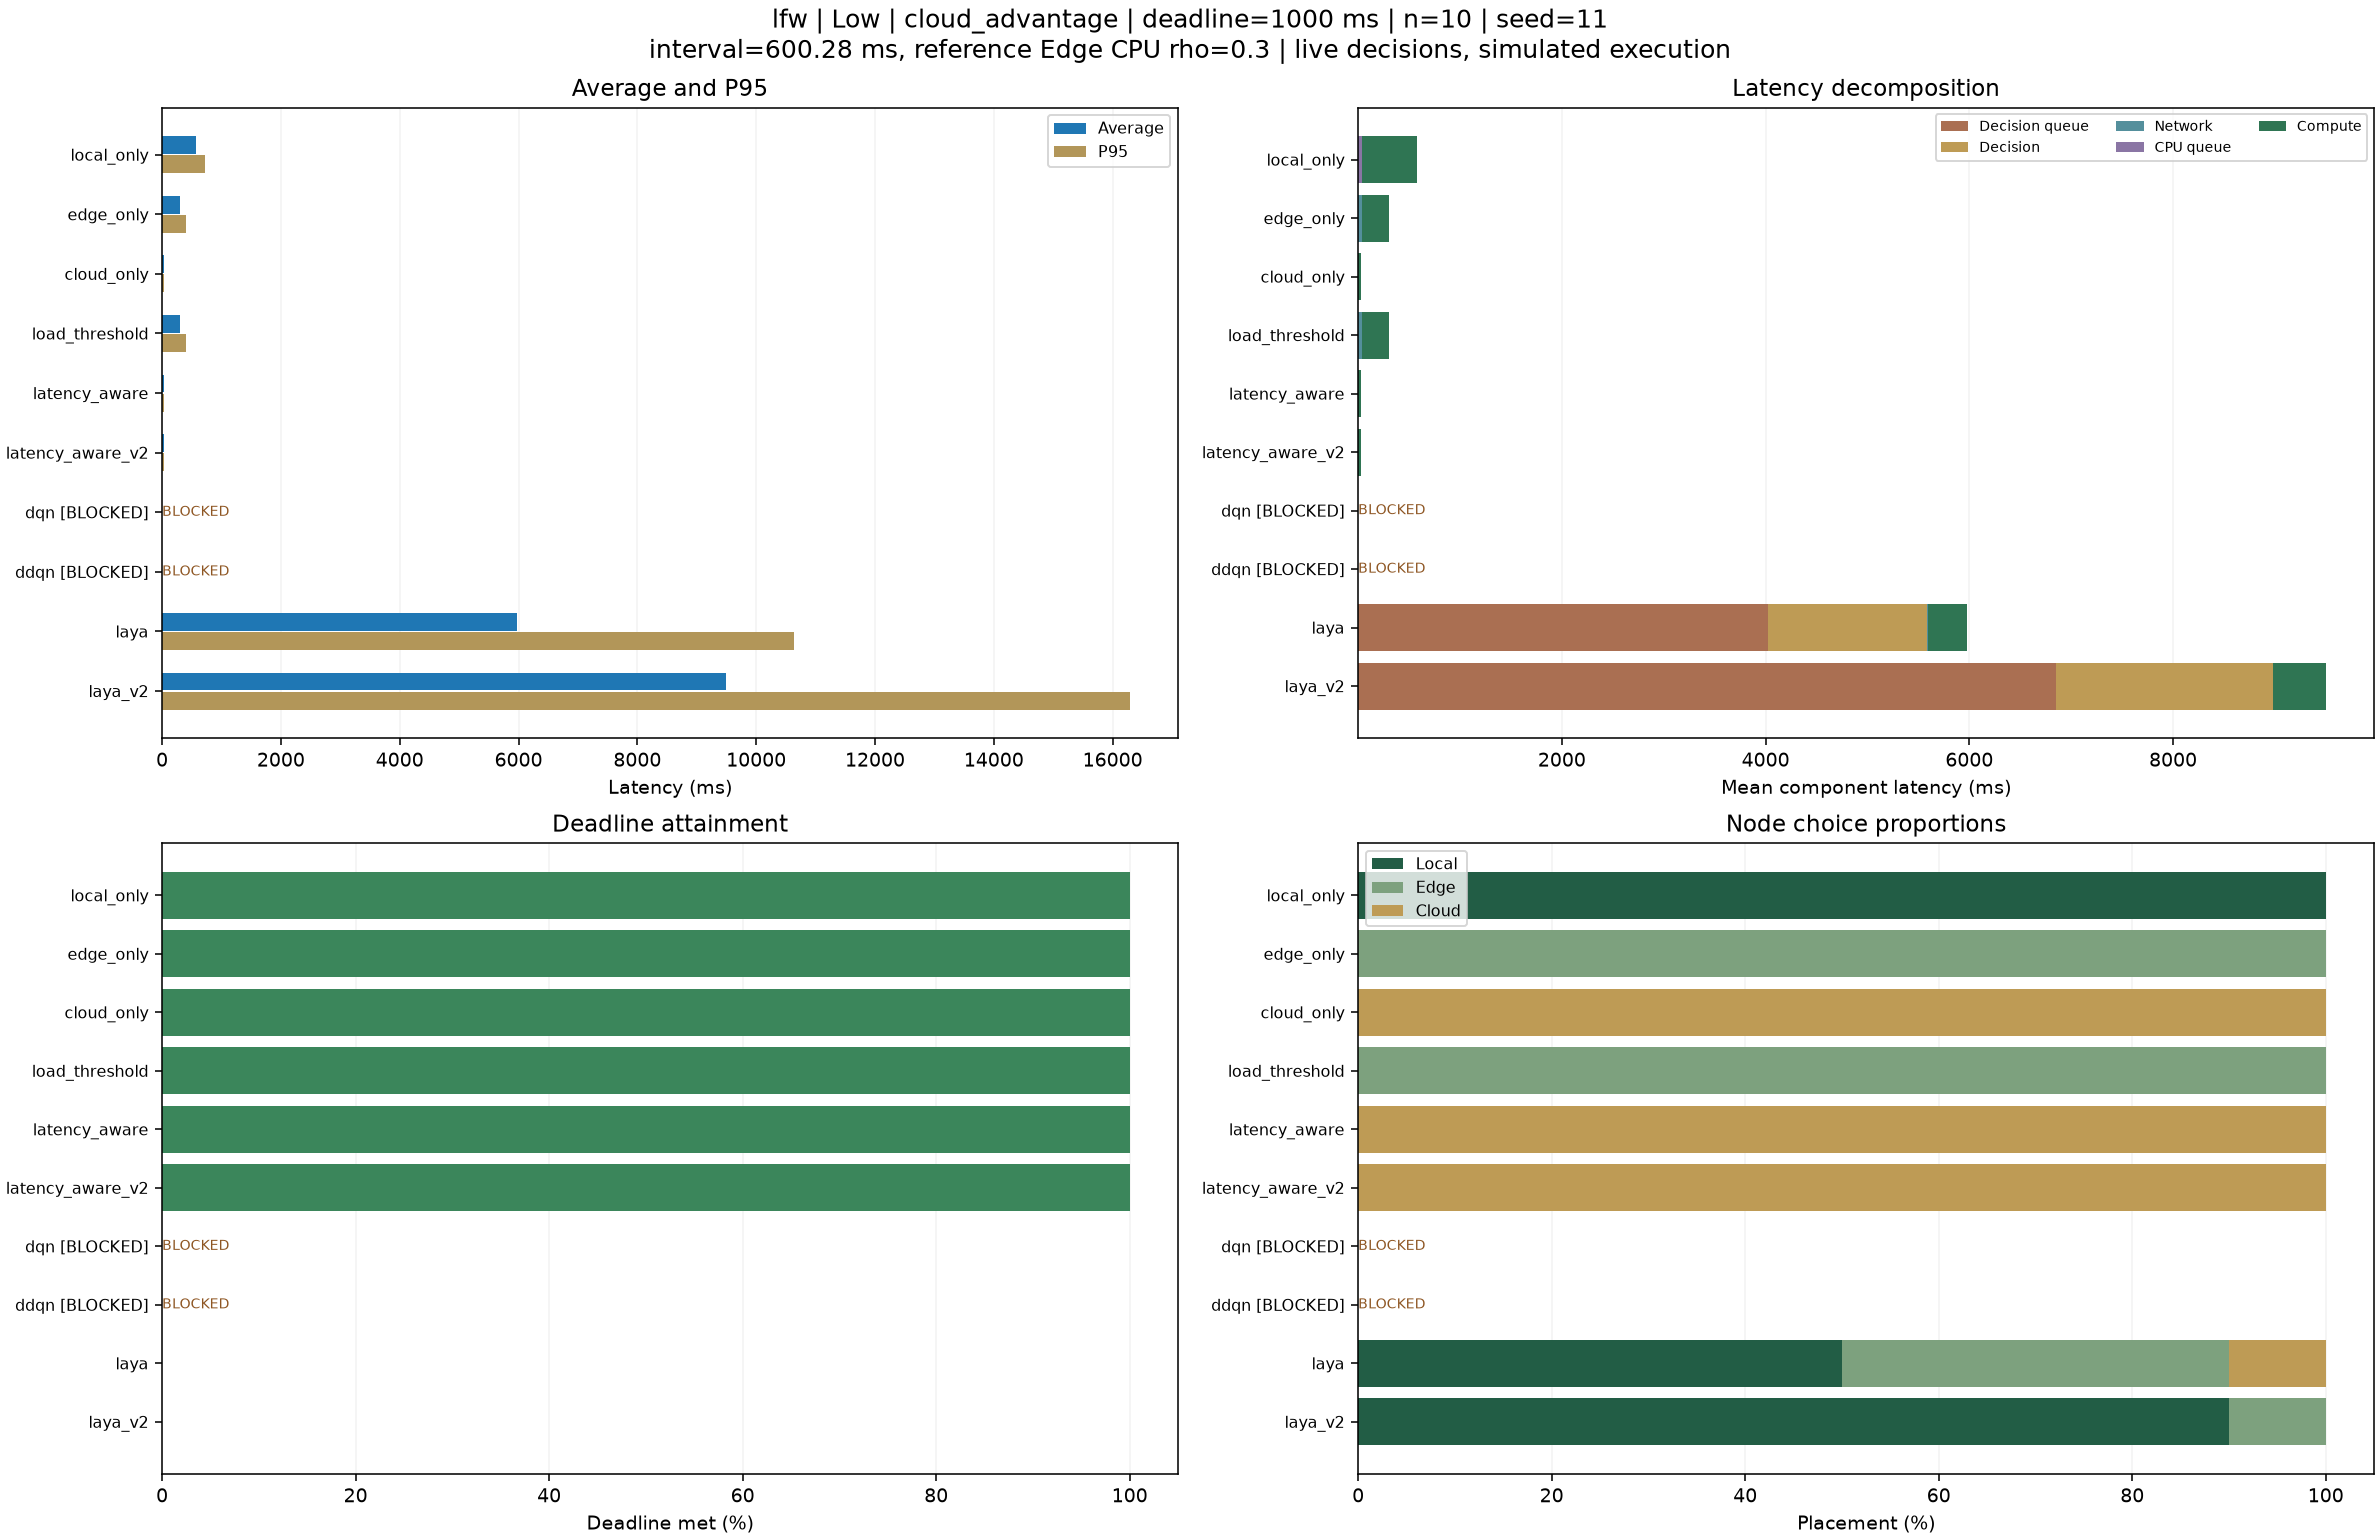 lfw | Low | cloud_advantage | deadline=1000 ms | n=10 | seed=11
interval=600.28 ms, reference Edge CPU rho=0.3 | live decisions, simulated execution
Average and P95
Average
P95
local_only
edge_only
cloud_only
load_threshold
latency_aware
latency_aware_v2
dqn [BLOCKED] BLOCKED
ddqn [BLOCKED] BLOCKED
laya
laya_v2
0 2000 4000 6000 8000 10000 12000 14000 16000
Latency (ms)
Latency decomposition
Decision queue Network Compute
Decision CPU queue
local_only
edge_only
cloud_only
load_threshold
latency_aware
latency_aware_v2
dqn [BLOCKED] BLOCKED
ddqn [BLOCKED] BLOCKED
laya
laya_v2
2000 4000 6000 8000
Mean component latency (ms)
Deadline attainment
local_only
edge_only
cloud_only
load_threshold
latency_aware
latency_aware_v2
dqn [BLOCKED] BLOCKED
ddqn [BLOCKED] BLOCKED
laya
laya_v2
0 20 40 60 80 100
Deadline met (%)
Node choice proportions
Local
Edge
Cloud
local_only
edge_only
cloud_only
load_threshold
latency_aware
latency_aware_v2
dqn [BLOCKED] BLOCKED
ddqn [BLOCKED] BLOCKED
laya
laya_v2
0 20 40 60 80 100
Placement (%)